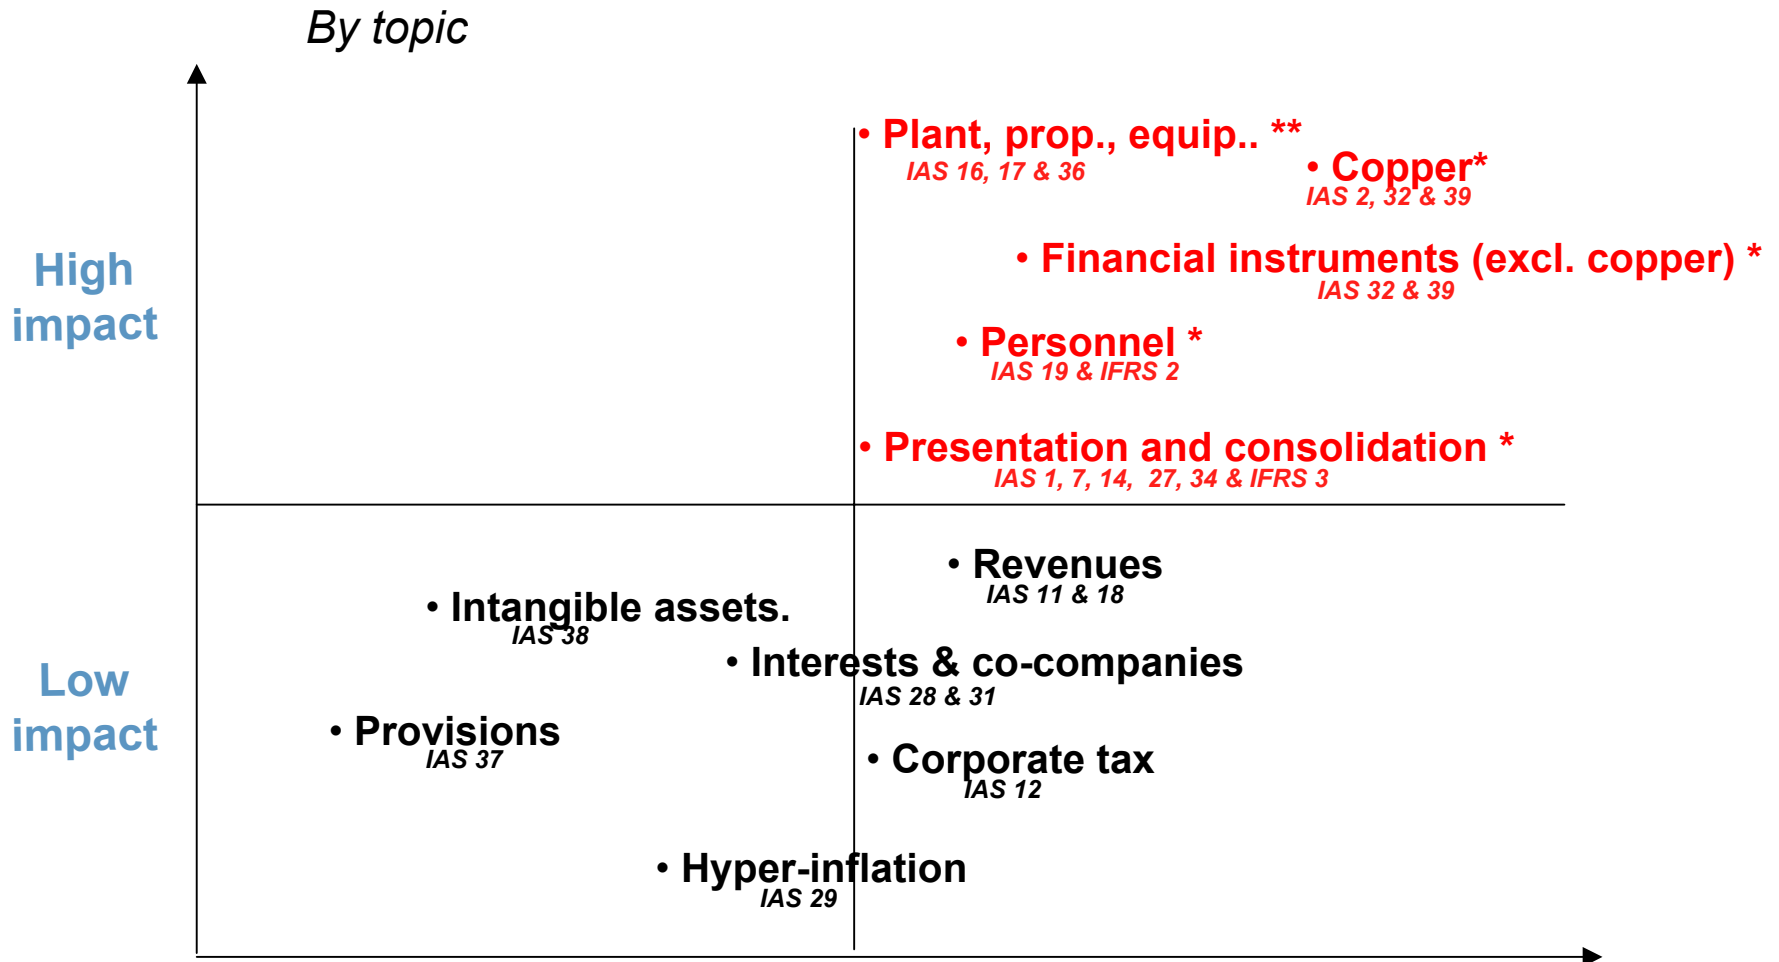 By topic
• Plant, prop., equip.. **
IAS 16, 17 & 36
• Copper*
IAS 2, 32 & 39
High
impact
• Financial instruments (excl. copper) *
IAS 32 & 39
• Personnel *
IAS 19 & IFRS 2
• Presentation and consolidation *
IAS 1, 7, 14, 27, 34 & IFRS 3
• Revenues
IAS 11 & 18
• Intangible assets.
IAS 38
Low
impact
• Interests & co-companies
IAS 28 & 31
• Provisions
IAS 37
• Corporate tax
IAS 12
• Hyper-inflation
IAS 29